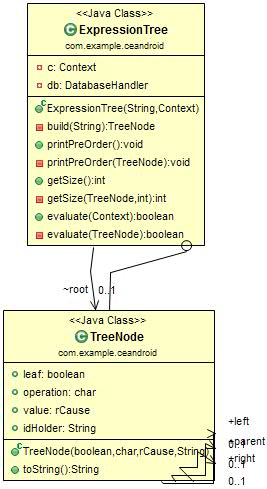 <<Java Class>>
ExpressionTree
com.example.ceandroid
c: Context
db: DatabaseHandler
ExpressionTree(String,Context)
build(String):TreeNode
printPreOrder():void
printPreOrder(TreeNode):void
getSize():int
getSize(TreeNode,int):int
evaluate(Context):boolean
evaluate(TreeNode):boolean
~root 0..1
<<Java Class>>
TreeNode
com.example.ceandroid
leaf: boolean
operation: char
value: rCause
idHolder: String
TreeNode(boolean,char,rCause,String)
toString():String
+left
0..1
+parent
+right
0..1
0..1